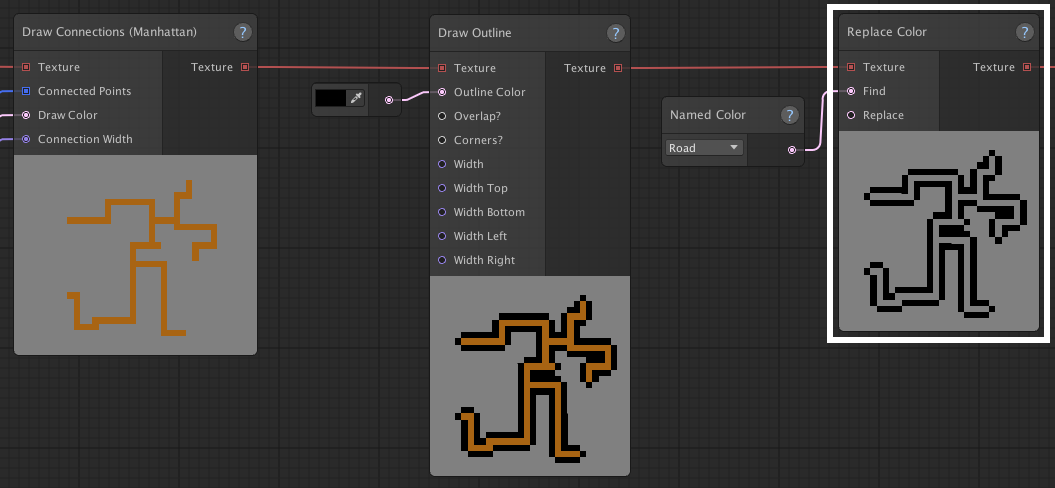 Draw Connections (Manhattan) ?
Texture Texture
Connected Points
Draw Color
Connection Width
Draw Outline ?
Texture Texture
Outline Color
Overlap?
Corners?
Width
Width Top
Width Bottom
Width Left
Width Right
Named Color ?
Road
Replace Color ?
Texture Texture
Find
Replace